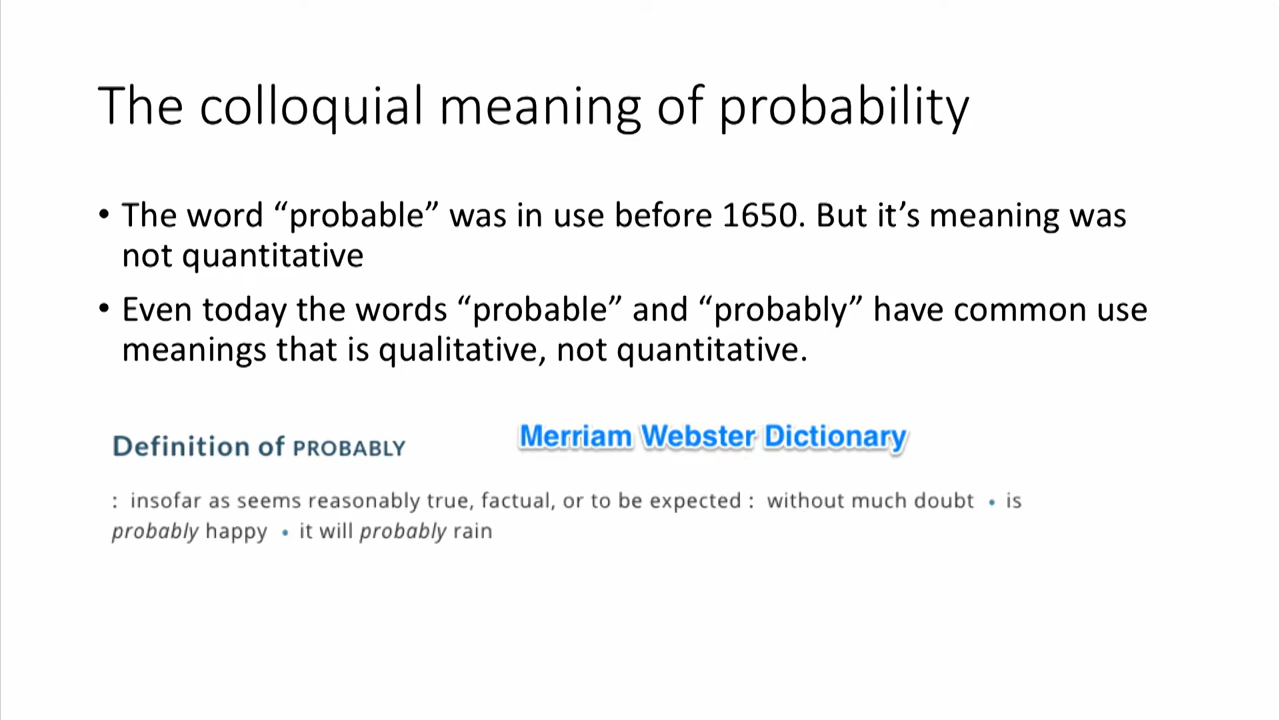 The colloquial meaning of probability
• The word “probable” was in use before 1650. But it’s meaning was
not quantitative
• Even today the words “probable” and “probably” have common use
meanings that is qualitative, not quantitative.
Definition of PROBABLY
Merriam Webster Dictionary
: insofar as seems reasonably true, factual, or to be expected : without much doubt • is
probably happy • it will probably rain